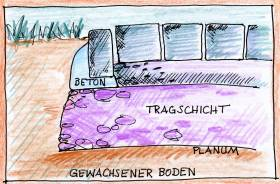 BETON
TRAGSCHICHT
PLANUM
GEWACHSENER BODEN